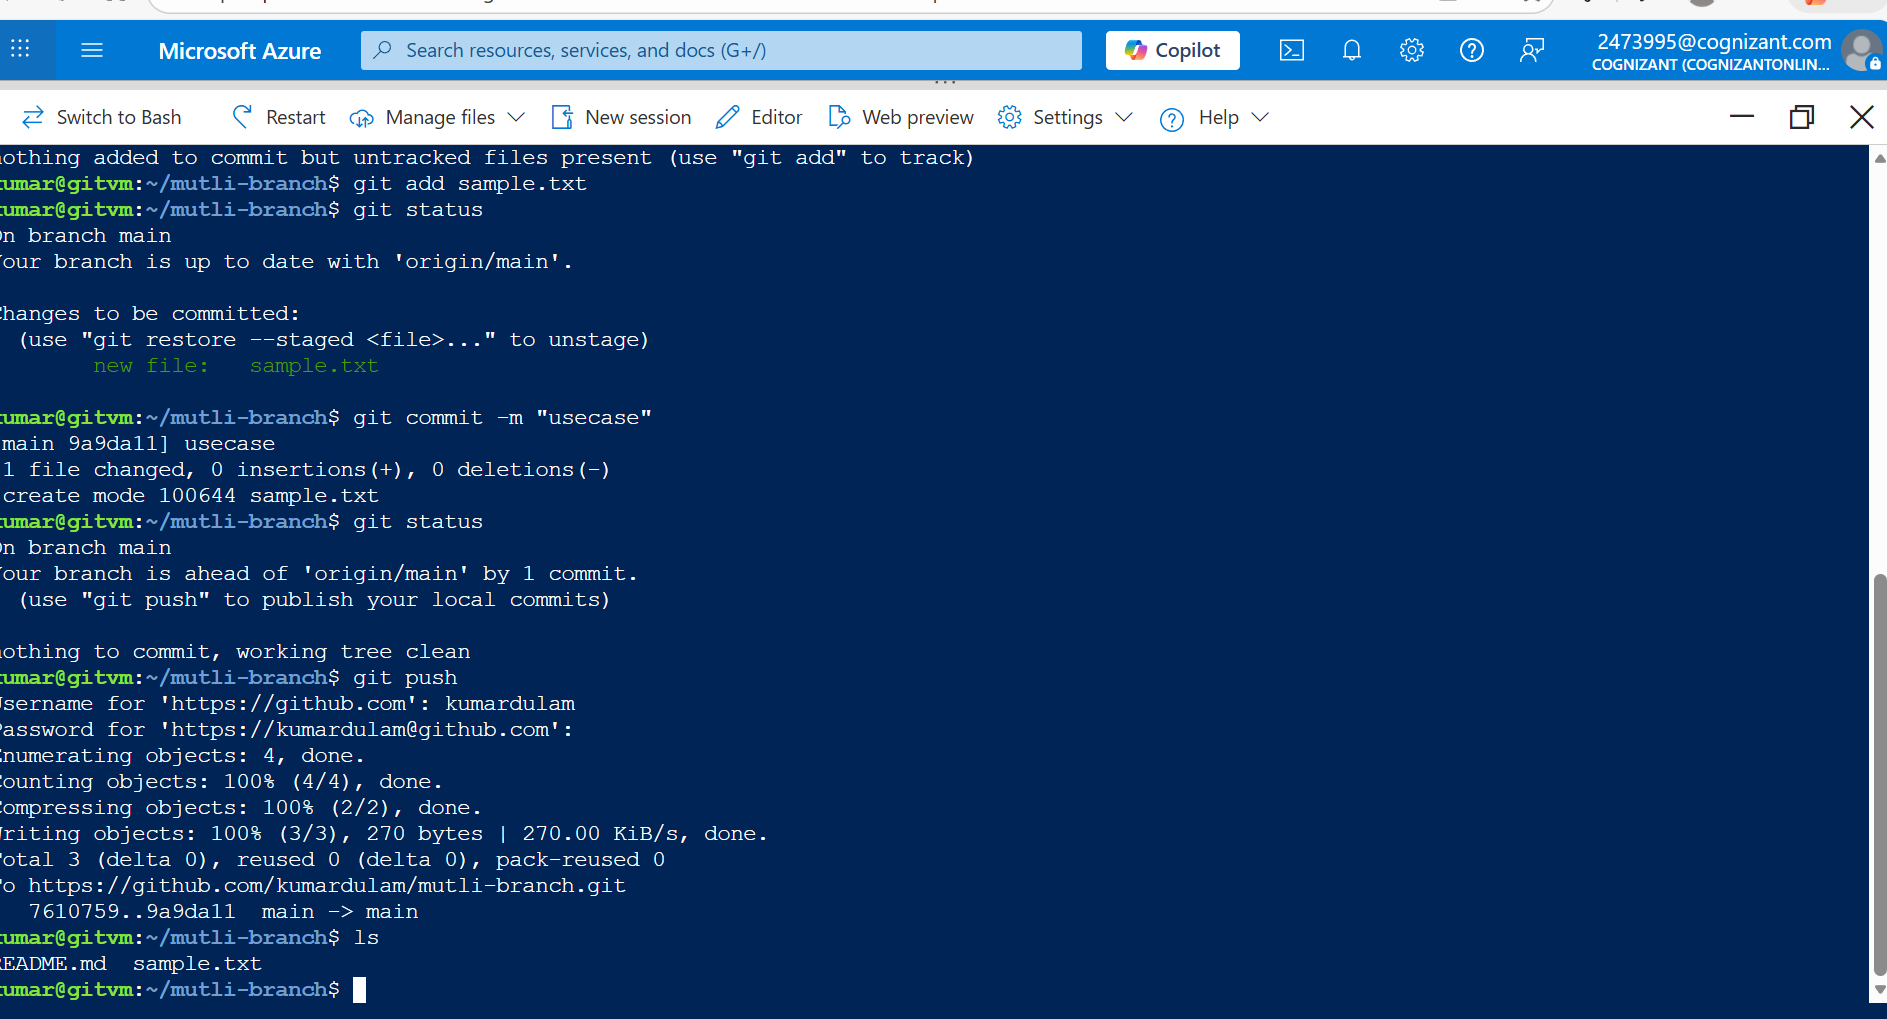 Microsoft Azure
Search resources, services, and docs (G+/)
Copilot
2473995@cognizant.com
COGNIZANT (COGNIZANTONLIN...
Switch to Bash
Restart
Manage files
New session
Editor
Web preview
Settings
Help
othing added to commit but untracked files present (use "git add" to track)
umar@gitvm:~/mutli-branch$ git add sample.txt
umar@gitvm:~/mutli-branch$ git status
n branch main
our branch is up to date with 'origin/main'.
hanges to be committed:
(use "git restore --staged <file>..." to unstage)
new file: sample.txt
umar@gitvm:~/mutli-branch$ git commit -m "usecase"
main 9a9da11] usecase
1 file changed, 0 insertions(+), 0 deletions(-)
create mode 100644 sample.txt
umar@gitvm:~/mutli-branch$ git status
n branch main
our branch is ahead of 'origin/main' by 1 commit.
(use "git push" to publish your local commits)
othing to commit, working tree clean
umar@gitvm:~/mutli-branch$ git push
sername for 'https://github.com': kumardulam
assword for 'https://kumardulam@github.com':
numerating objects: 4, done.
ounting objects: 100% (4/4), done.
ompressing objects: 100% (2/2), done.
riting objects: 100% (3/3), 270 bytes | 270.00 KiB/s, done.
otal 3 (delta 0), reused 0 (delta 0), pack-reused 0
o https://github.com/kumardulam/mutli-branch.git
7610759..9a9da11 main -> main
umar@gitvm:~/mutli-branch$ ls
EADME.md sample.txt
umar@gitvm:~/mutli-branch$